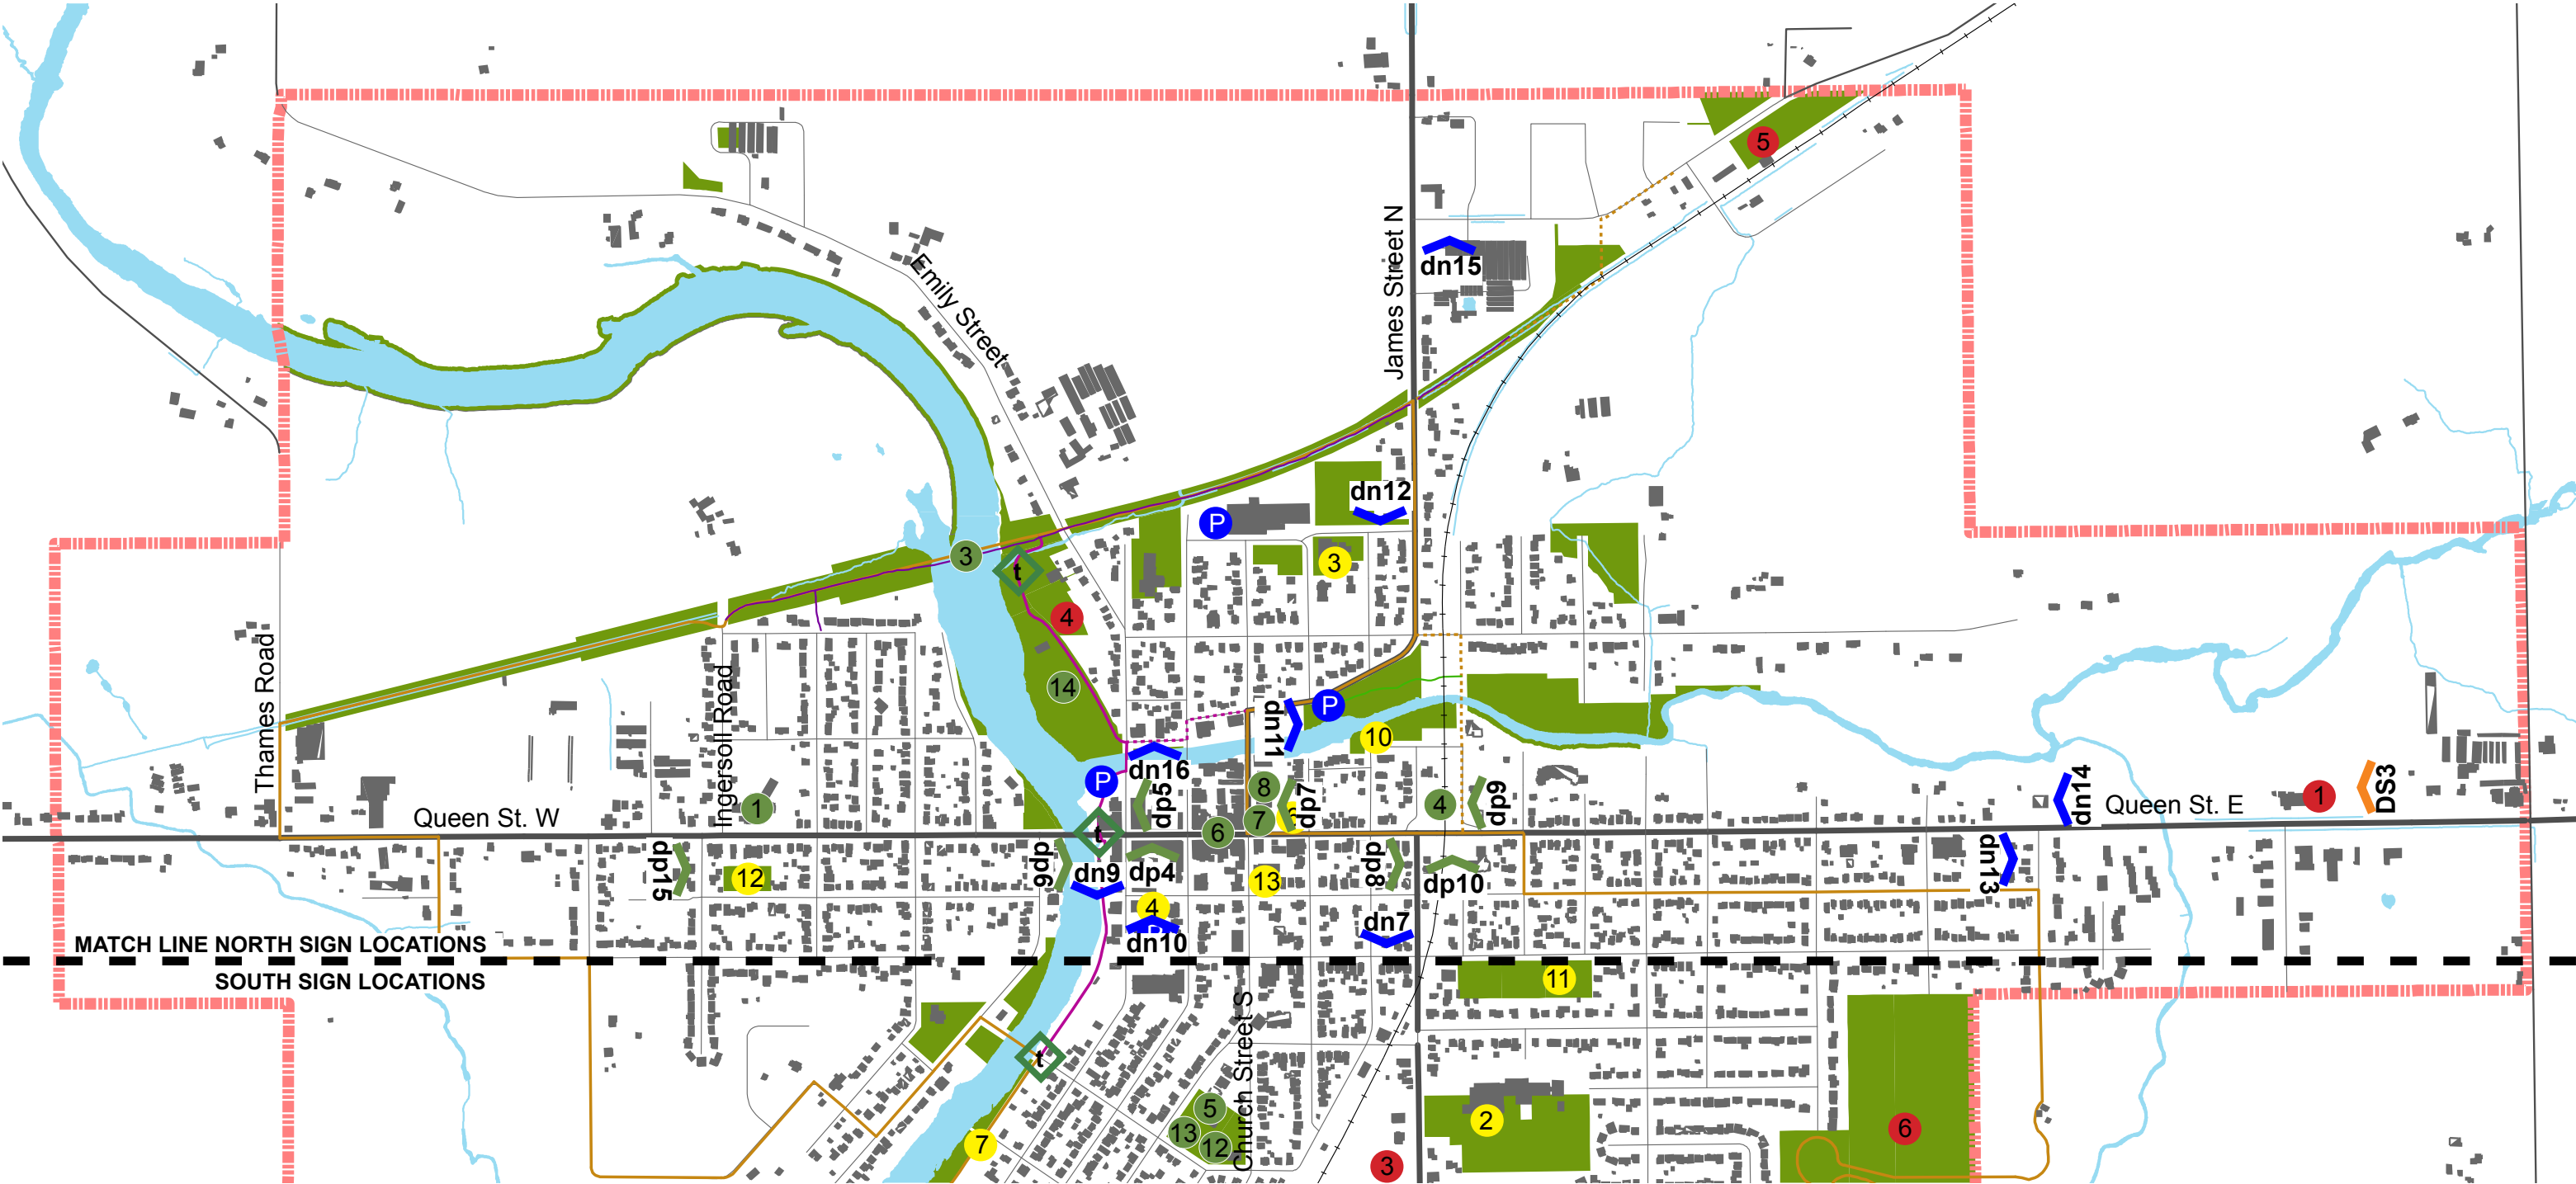 5
James Street N
dn15
Emily Street
dn12
P
3
3
t
4
Thames Road
Ingersoll Road
14
dn11
P
10
dn16
P
dp5
8
dp7
7
6
4
dp9
1
Queen St. W
t
dn14
Queen St. E
1
DS3
dp15
12
dp6
dn9
dp4
13
dp8
dp10
dn13
4
dn10
dn7
MATCH LINE NORTH SIGN LOCATIONS
SOUTH SIGN LOCATIONS
11
Church Street S
t
5
13
12
7
2
3
6